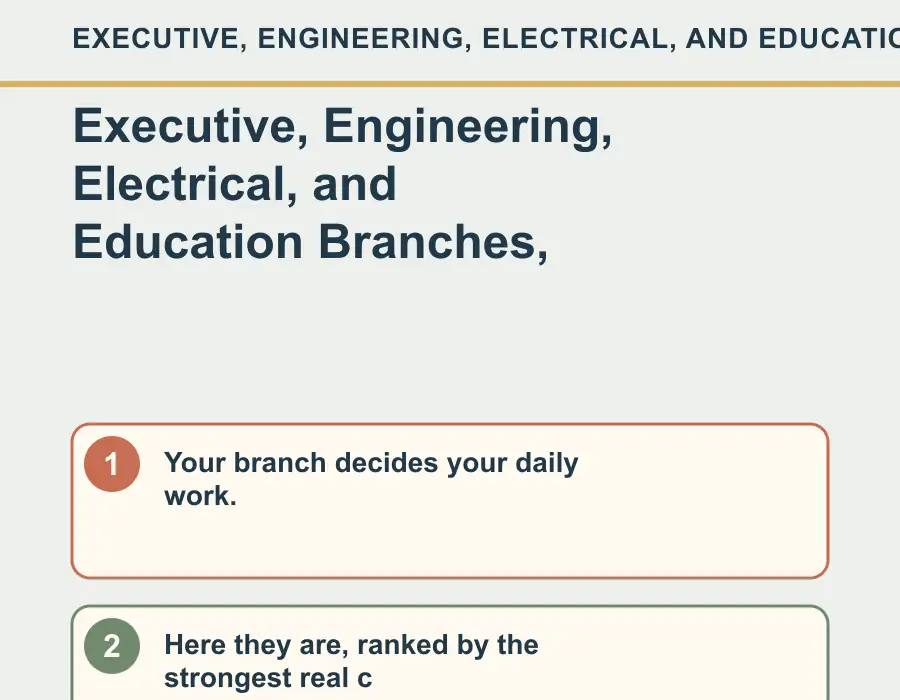 EXECUTIVE, ENGINEERING, ELECTRICAL, AND
Executive, Engineering,
Electrical, and
Education Branches,
1
Your branch decides your daily
work.
2
Here they are, ranked by the
strongest real c